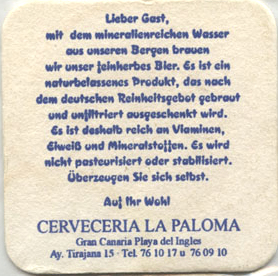 Lieber Gast,
mit dem mineralienreichen Wasser
aus unseren Bergen brauen
wir unser feinherbes Bier. Es ist ein
naturbelassenes Produkt, das nach
dem deutschen Reinheitsgebot gebraut
und unfiltriert ausgeschenkt wird.
Es ist deshalb reich an Vlaminen,
Eiweiß und Mineralstoffen. Es wird
nicht pasteurisiert oder stabilisiert.
Überzeugen Sie sich selbst.
Auf Ihr Wohl
CERVECERIA LA PALOMA
Gran Canaria Playa del Ingles
Av. Tirajana 15 · Tel. 76 10 17 u 76 09 10